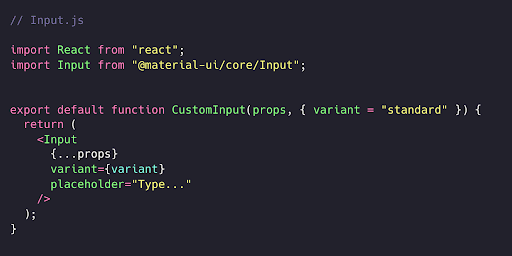 // Input.js
import React from "react";
import Input from "@material-ui/core/Input";
export default function CustomInput(props, { variant = "standard" }) {
  return (
    <Input
      {...props}
      variant={variant}
      placeholder="Type..."
    />
  );
}